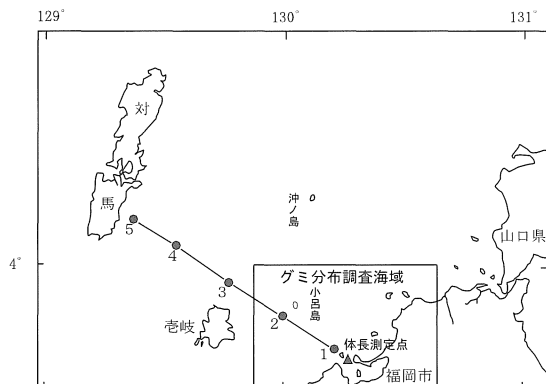 129°
130°
131°
対
馬
沖ノ島
山口県
4°
グミ分布調査海域
小呂島
壱岐
体長測定点
福岡市
5
4
3
2
1